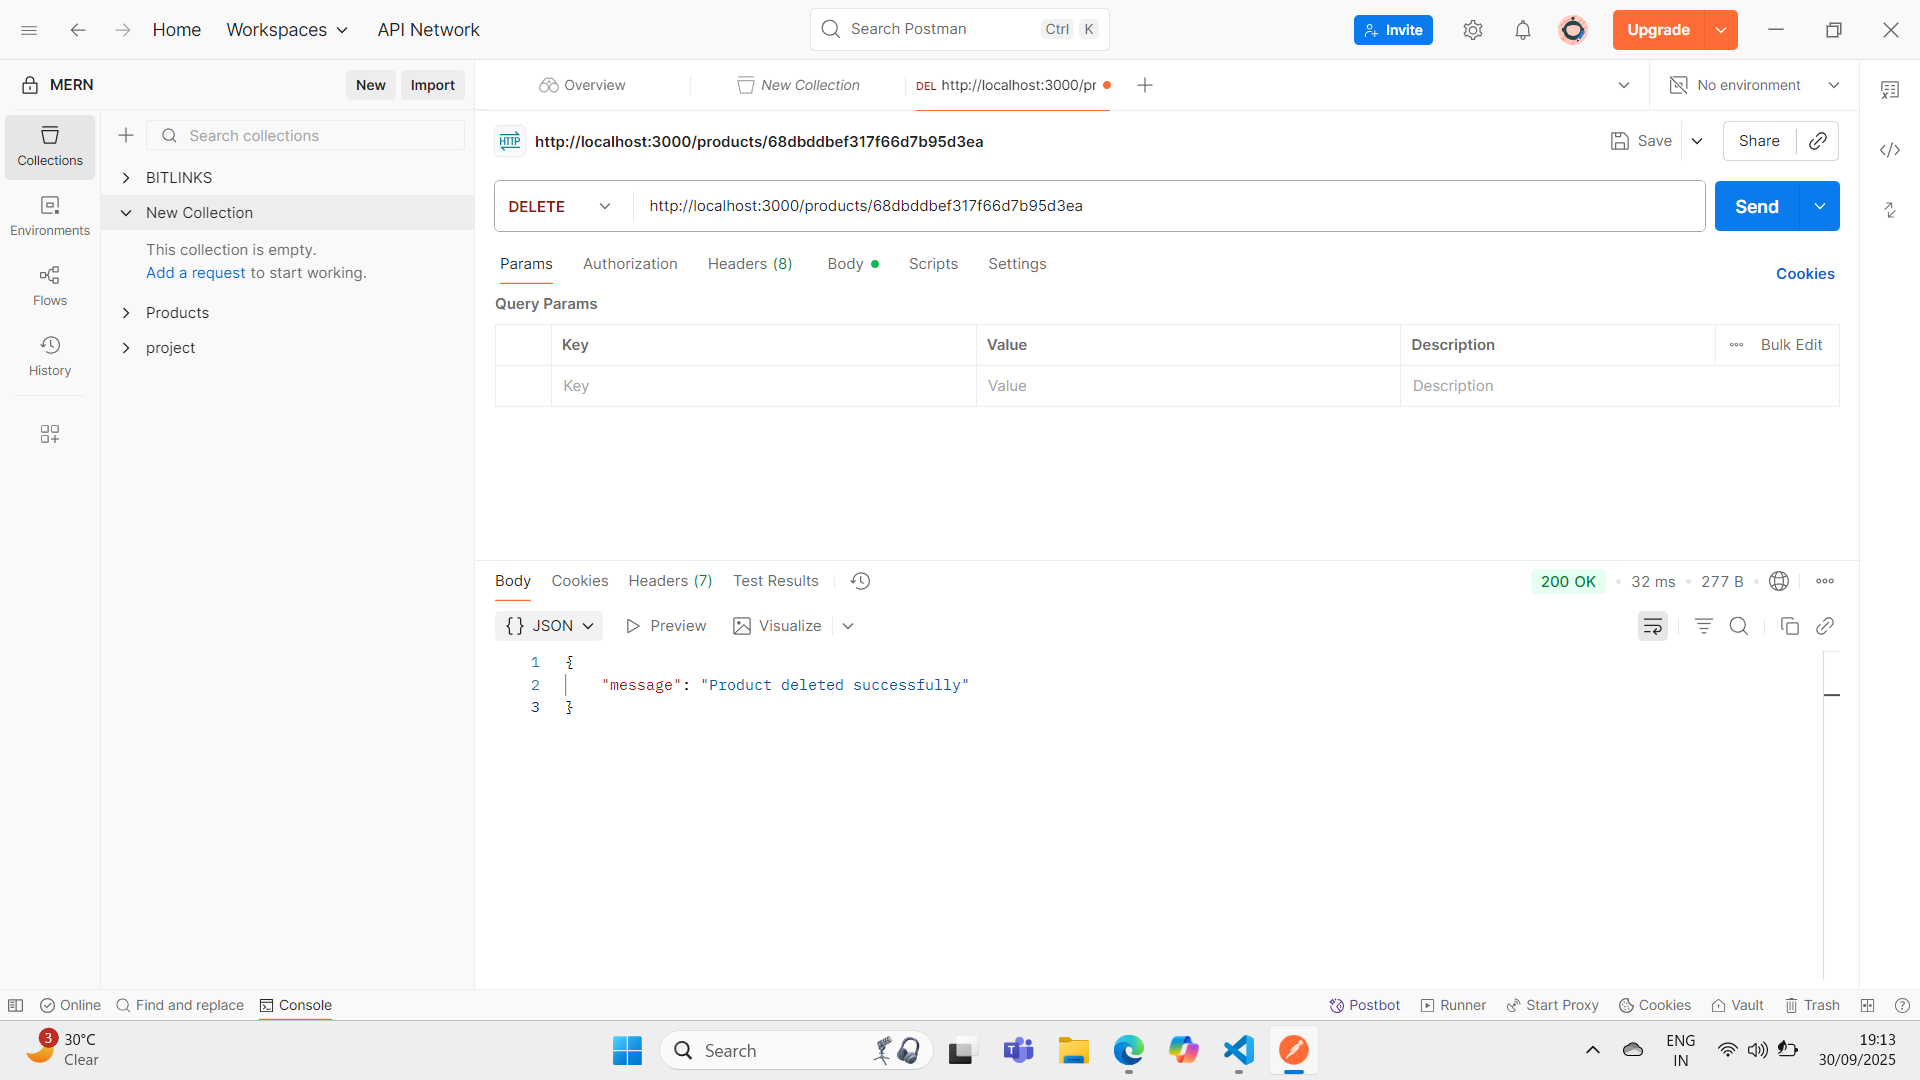 Home Workspaces API Network Search Postman Ctrl K Invite Upgrade
MERN New Import Overview New Collection DEL http://localhost:3000/pr No environment
Collections Search collections
http://localhost:3000/products/68dbddbef317f66d7b95d3ea Save Share
BITLINKS
New Collection
DELETE http://localhost:3000/products/68dbddbef317f66d7b95d3ea Send
Environments
This collection is empty.
Add a request to start working.
Params Authorization Headers (8) Body Scripts Settings Cookies
Flows
Query Params
Products
Key Value Description Bulk Edit
project
History
Key Value Description
Body Cookies Headers (7) Test Results 200 OK 32 ms 277 B
{} JSON Preview Visualize
1 {
2 "message": "Product deleted successfully"
3 }
Online Find and replace Console Postbot Runner Start Proxy Cookies Vault Trash
3 30°C
Clear
Search
ENG
IN
19:13
30/09/2025